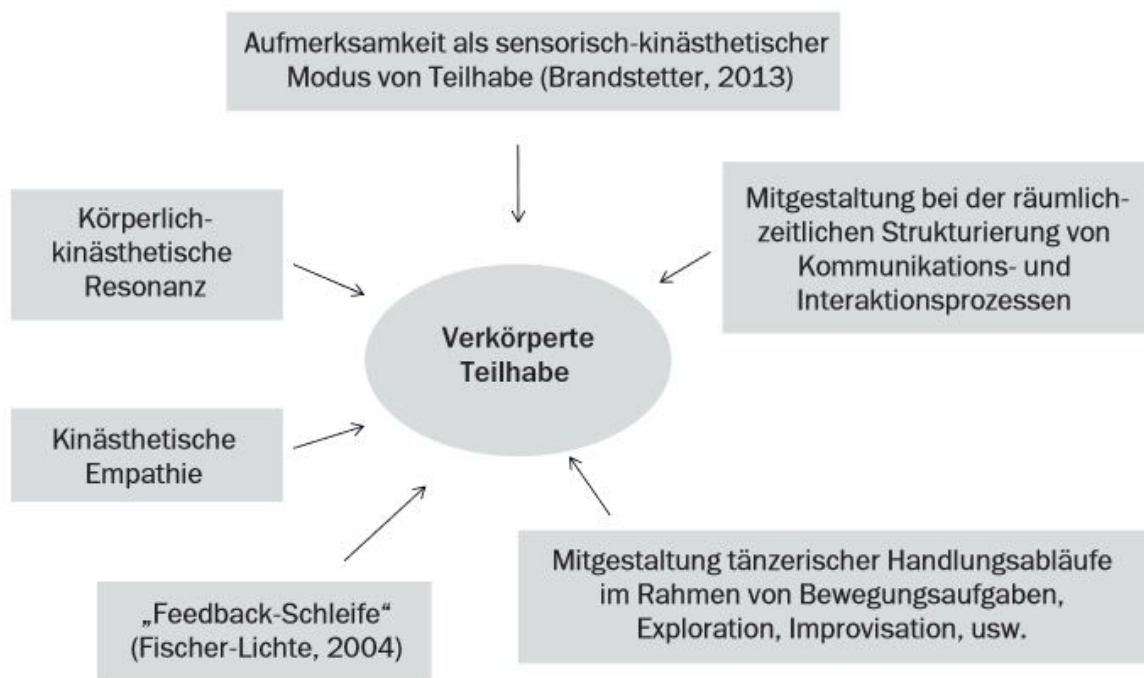 Aufmerksamkeit als sensorisch-kinästhetischer
Modus von Teilhabe (Brandstetter, 2013)
Körperlich-
kinästhetische
Resonanz
Mitgestaltung bei der räumlich-
zeitlichen Strukturierung von
Kommunikations- und
Interaktionsprozessen
Verkörperte
Teilhabe
Kinästhetische
Empathie
„Feedback-Schleife“
(Fischer-Lichte, 2004)
Mitgestaltung tänzerischer Handlungsabläufe
im Rahmen von Bewegungsaufgaben,
Exploration, Improvisation, usw.